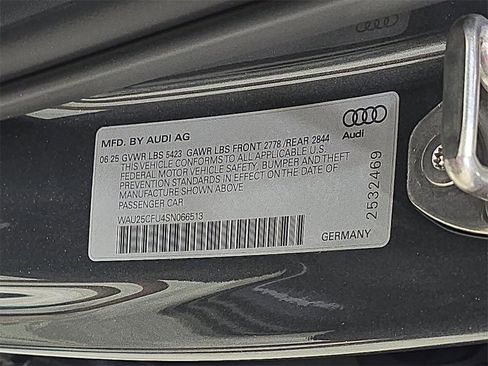 MFD. BY AUDI AG
Audi
06 25 GVWR LBS 5423 GAWR LBS FRONT 2778 /REAR 2844
THIS VEHICLE CONFORMS TO ALL APPLICABLE U.S.
FEDERAL MOTOR VEHICLE SAFETY, BUMPER AND THEFT
PREVENTION STANDARDS IN EFFECT ON THE DATE OF
MANUFACTURE SHOWN ABOVE
PASSENGER CAR
WAU25CFU4SN066513
GERMANY
2532469